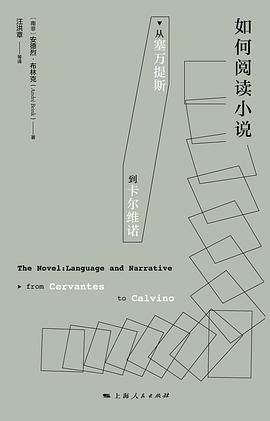 如何阅读小说
▼从塞万提斯
到卡尔维诺
[南非] 安德烈·布林克 (André Brink) —— 著
汪洪章 —— 等译
The Novel:Language and Narrative
▶ from Cervantes
to Calvino
上海人民出版社